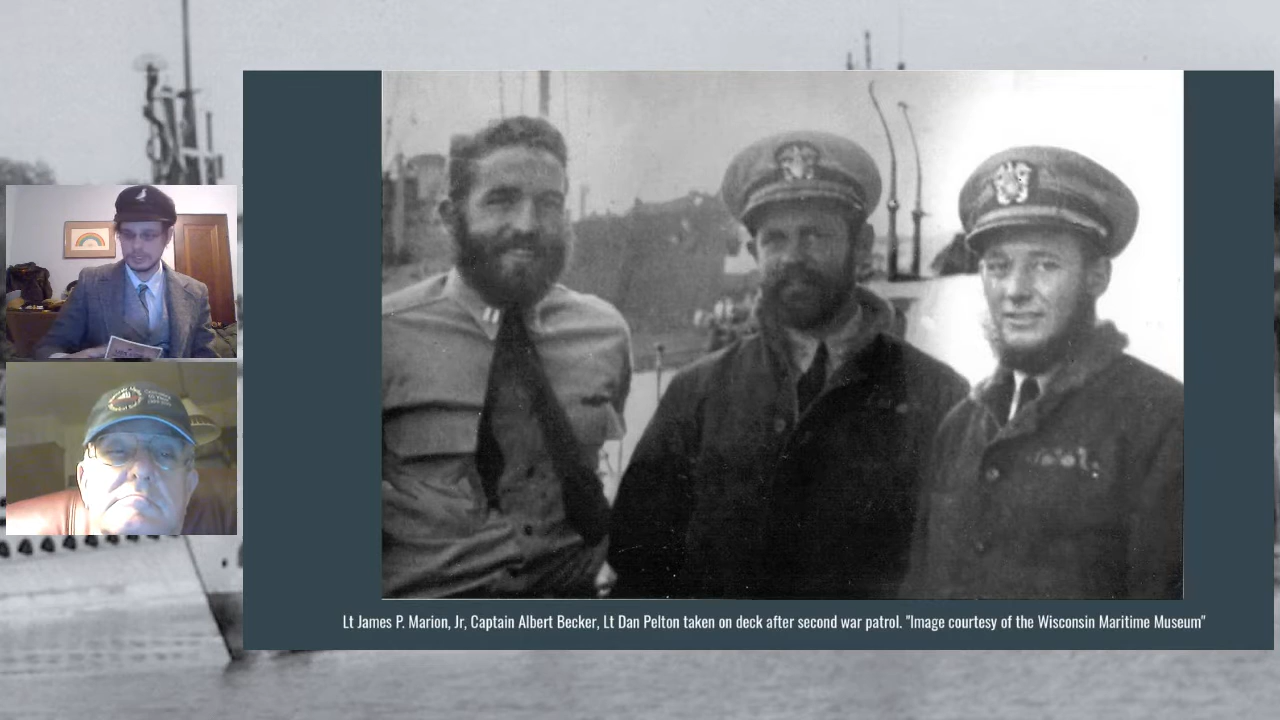 Lt James P. Marion, Jr, Captain Albert Becker, Lt Dan Pelton taken on deck after second war patrol. "Image courtesy of the Wisconsin Maritime Museum"